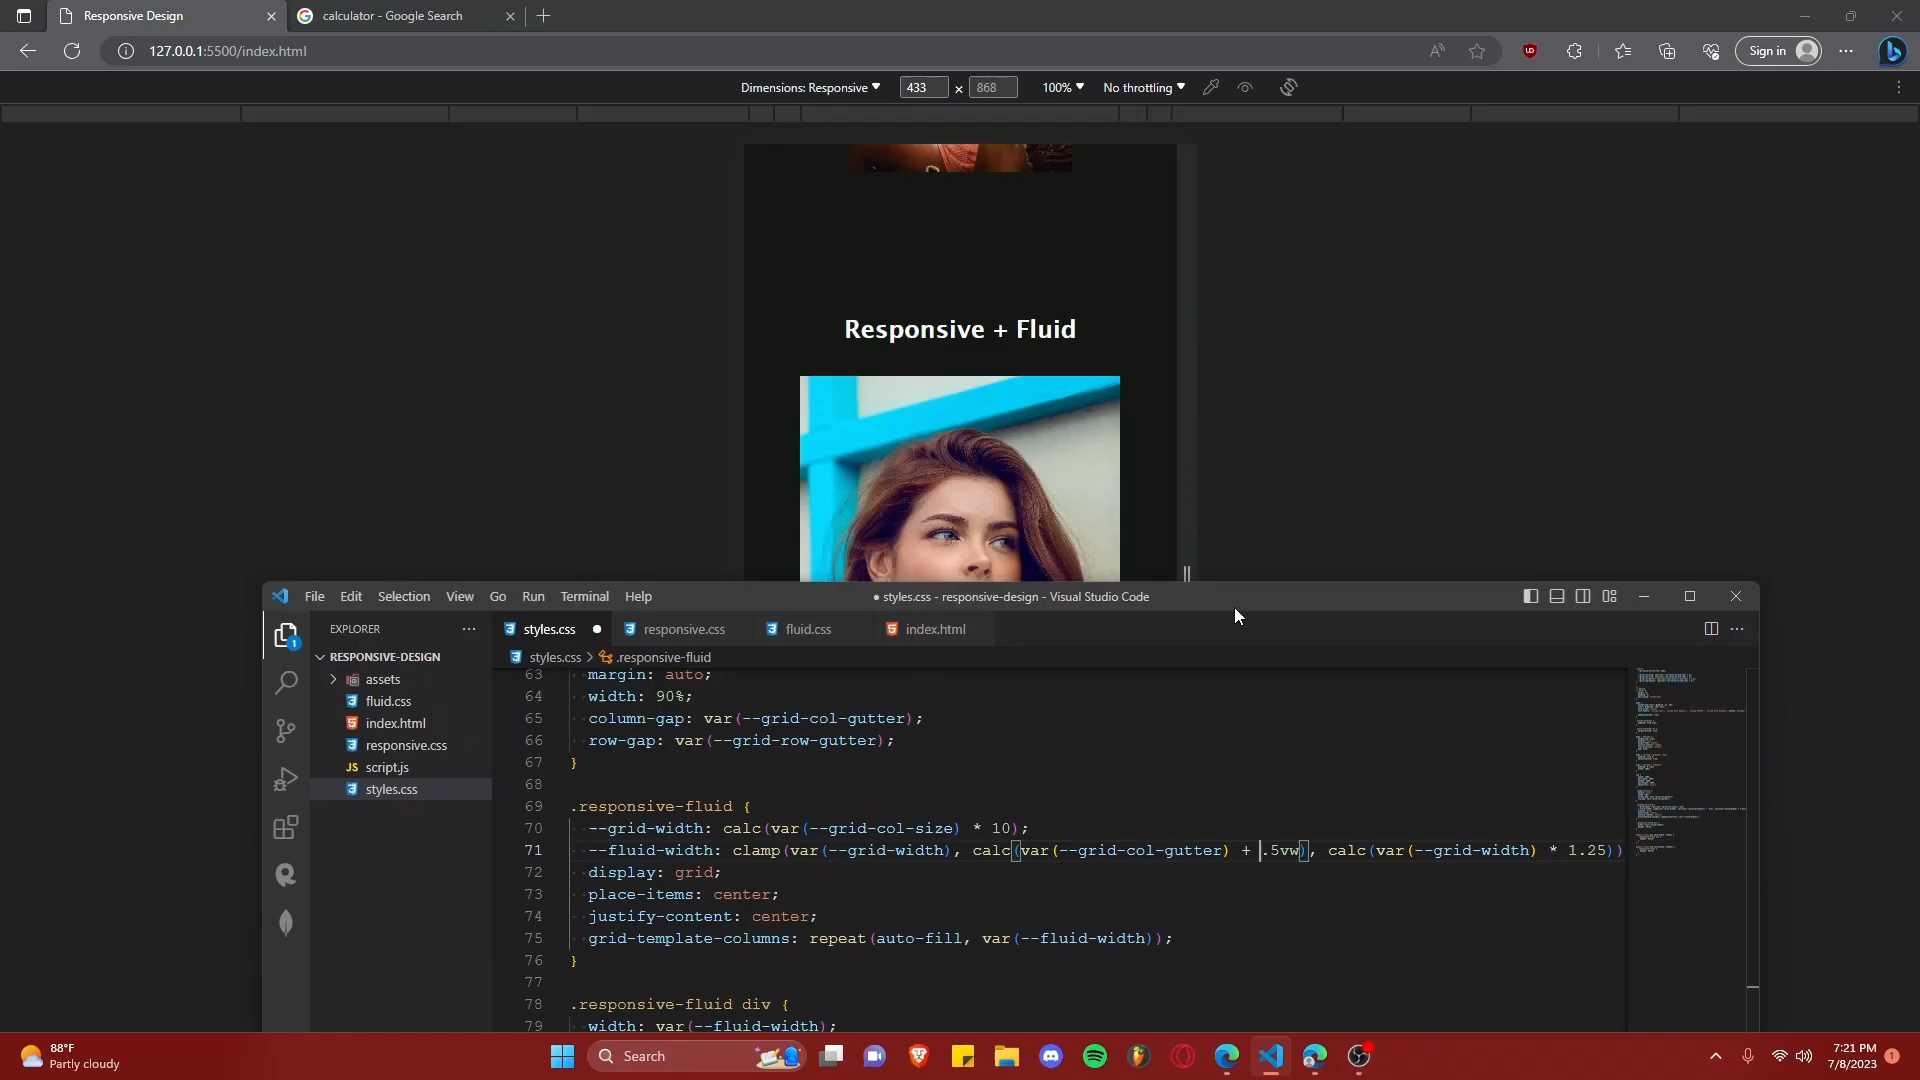 Responsive Design
calculator - Google Search
127.0.0.1:5500/index.html
Sign in
Dimensions: Responsive
433
×
868
100%
No throttling
Responsive + Fluid
File
Edit
Selection
View
Go
Run
Terminal
Help
● styles.css - responsive-design - Visual Studio Code
EXPLORER
styles.css
responsive.css
fluid.css
index.html
styles.css > .responsive-fluid
RESPONSIVE-DESIGN
assets
fluid.css
index.html
responsive.css
JS script.js
styles.css
1
63 margin: auto;
64 width: 90%;
65 column-gap: var(--grid-col-gutter);
66 row-gap: var(--grid-row-gutter);
67 }
68
69 .responsive-fluid {
70 --grid-width: calc(var(--grid-col-size) * 10);
71 --fluid-width: clamp(var(--grid-width), calc(var(--grid-col-gutter) + .5vw), calc(var(--grid-width) * 1.25))
72 display: grid;
73 place-items: center;
74 justify-content: center;
75 grid-template-columns: repeat(auto-fill, var(--fluid-width));
76 }
77
78 .responsive-fluid div {
79 width: var(--fluid-width);
88°F
Partly cloudy
Search
7:21 PM
7/8/2023
1